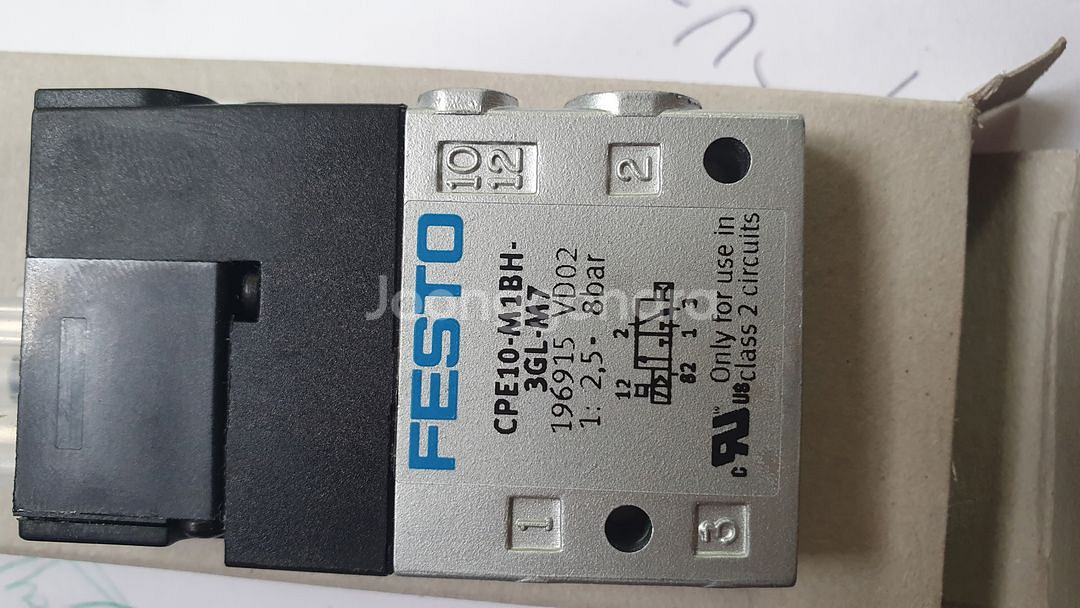 FESTO
CPE10-M1BH-
3GL-M7
196915 VD02
1: 2,5- 8bar
12 2
82 1 3
Only for use in
class 2 circuits
c US
10
12
2
1
3